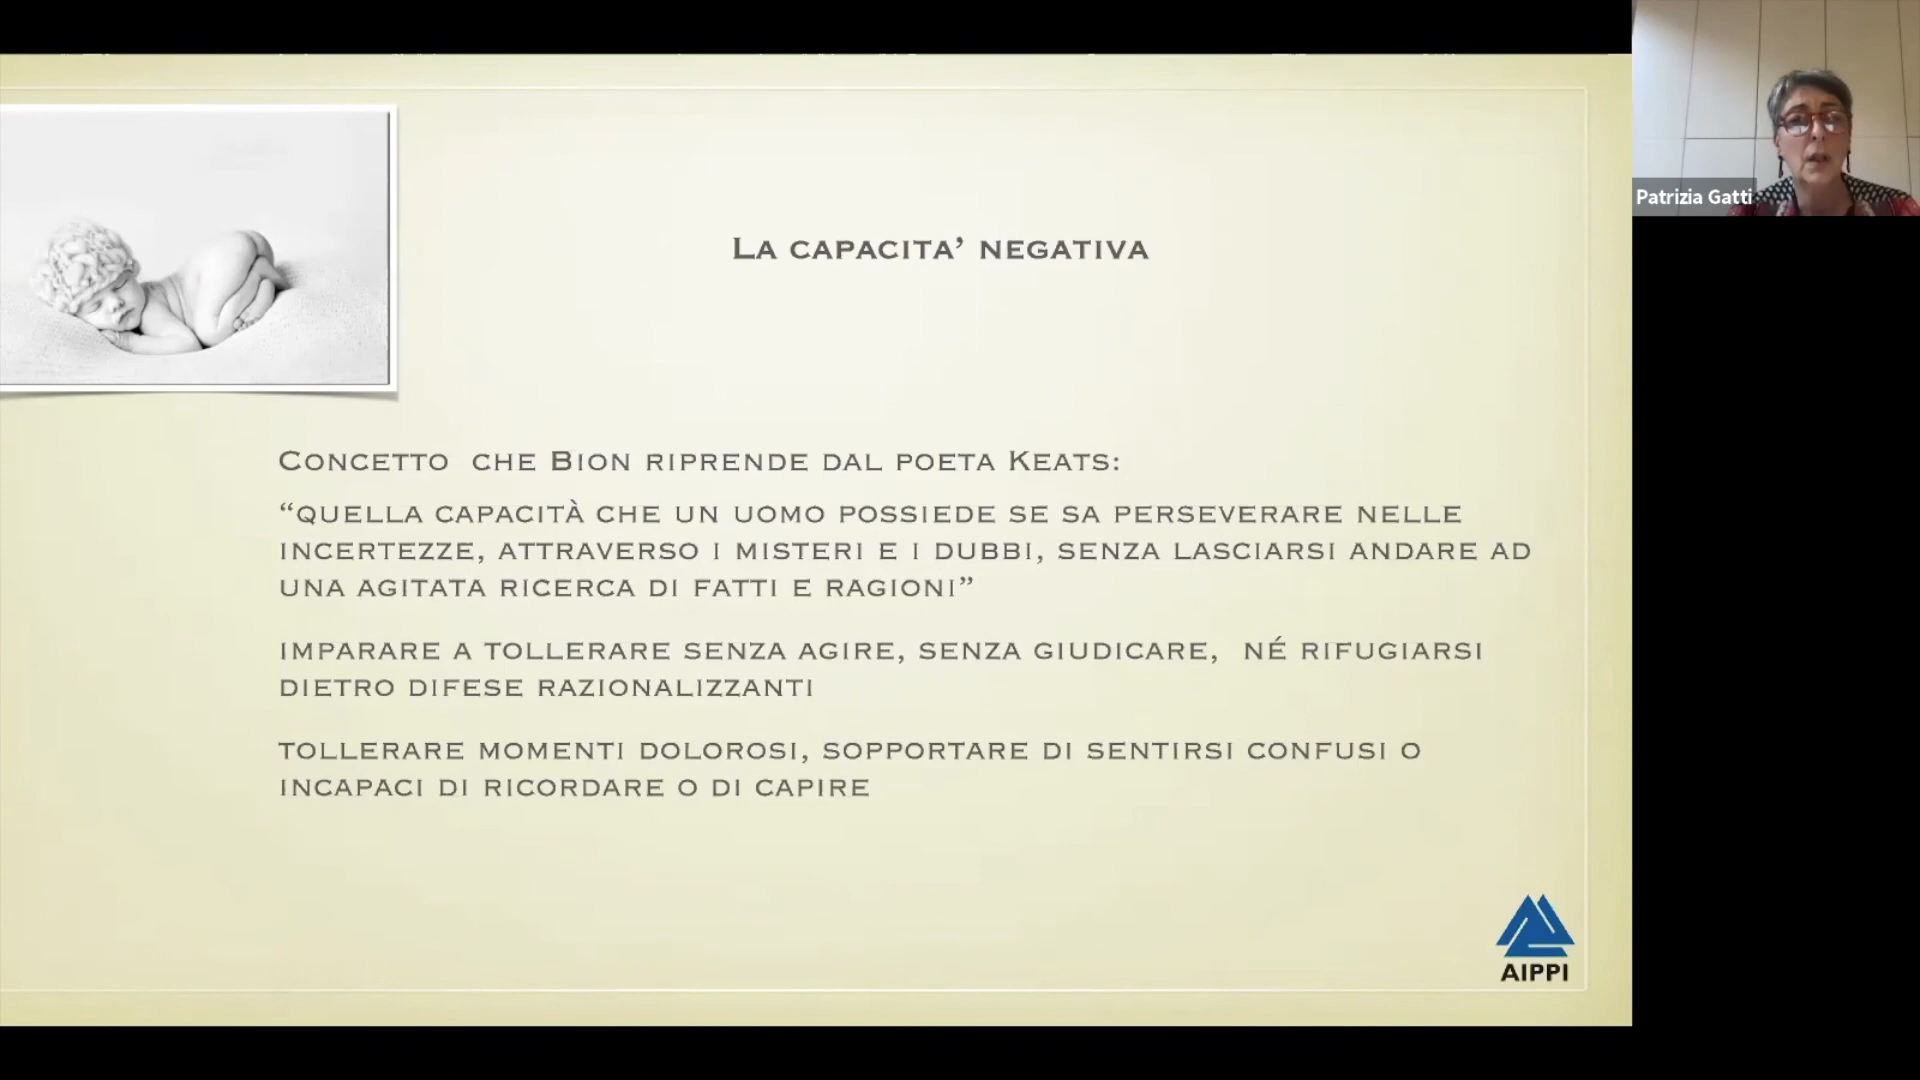 Patrizia Gatti
La capacita’ negativa
Concetto che Bion riprende dal poeta Keats:
“quella capacità che un uomo possiede se sa perseverare nelle
incertezze, attraverso i misteri e i dubbi, senza lasciarsi andare ad
una agitata ricerca di fatti e ragioni”
imparare a tollerare senza agire, senza giudicare, né rifugiarsi
dietro difese razionalizzanti
tollerare momenti dolorosi, sopportare di sentirsi confusi o
incapaci di ricordare o di capire
AIPPI